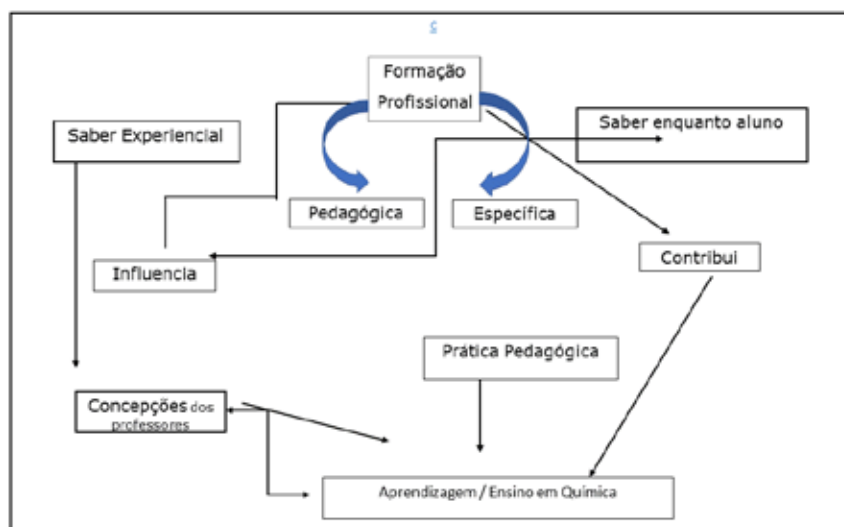 ç
Formação
Profissional
Saber Experiencial
Saber enquanto aluno
Pedagógica
Específica
Influencia
Contribui
Prática Pedagógica
Concepções dos
professores
Aprendizagem / Ensino em Química